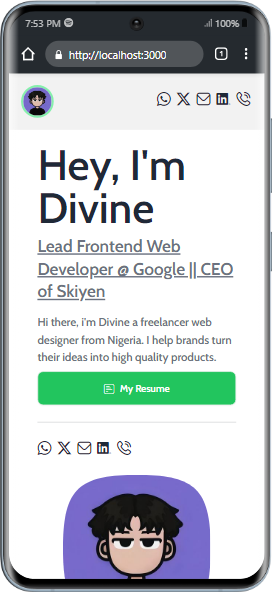 7:53 PM
100%
http://localhost:3000
1
Hey, I'm
Divine
Lead Frontend Web
Developer @ Google || CEO
of Skiyen
Hi there, i'm Divine a freelancer web
designer from Nigeria. I help brands turn
their ideas into high quality products.
My Resume